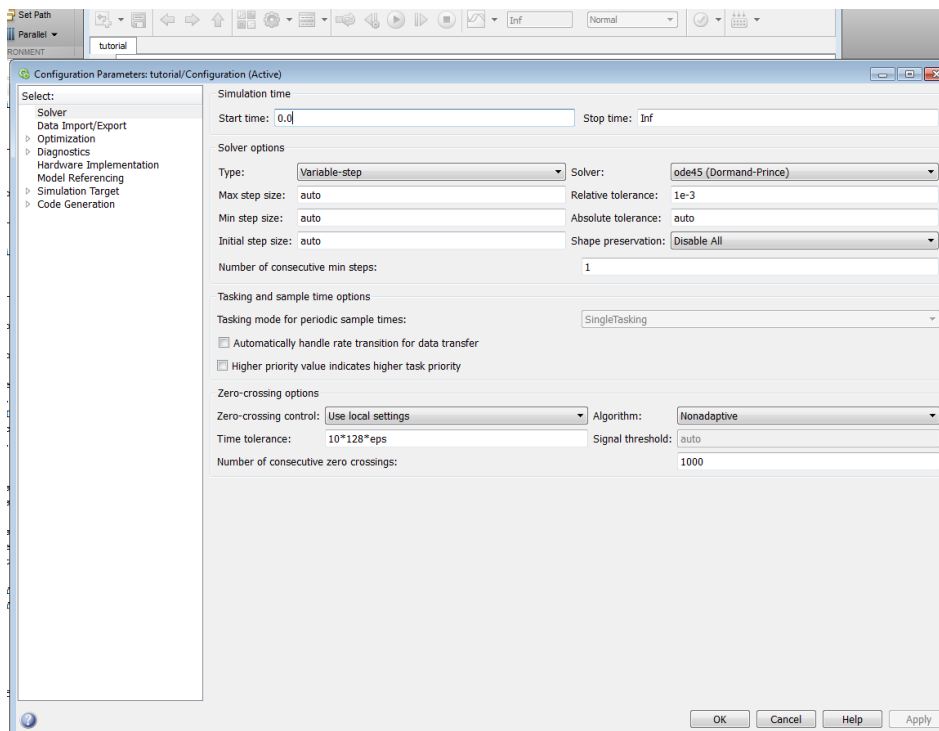 Set Path
Parallel
RONMENT
Inf
Normal
tutorial
Configuration Parameters: tutorial/Configuration (Active)
Select:
Solver
Data Import/Export
Optimization
Diagnostics
Hardware Implementation
Model Referencing
Simulation Target
Code Generation
Simulation time
Start time: 0.0 Stop time: Inf
Solver options
Type: Variable-step Solver: ode45 (Dormand-Prince)
Max step size: auto Relative tolerance: 1e-3
Min step size: auto Absolute tolerance: auto
Initial step size: auto Shape preservation: Disable All
Number of consecutive min steps: 1
Tasking and sample time options
Tasking mode for periodic sample times: SingleTasking
Automatically handle rate transition for data transfer
Higher priority value indicates higher task priority
Zero-crossing options
Zero-crossing control: Use local settings Algorithm: Nonadaptive
Time tolerance: 10*128*eps Signal threshold: auto
Number of consecutive zero crossings: 1000
OK Cancel Help Apply